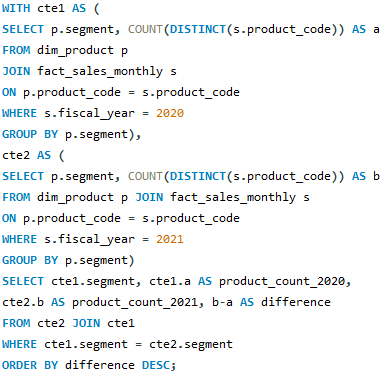 WITH cte1 AS (
SELECT p.segment, COUNT(DISTINCT(s.product_code)) AS a
FROM dim_product p
JOIN fact_sales_monthly s
ON p.product_code = s.product_code
WHERE s.fiscal_year = 2020
GROUP BY p.segment),
cte2 AS (
SELECT p.segment, COUNT(DISTINCT(s.product_code)) AS b
FROM dim_product p JOIN fact_sales_monthly s
ON p.product_code = s.product_code
WHERE s.fiscal_year = 2021
GROUP BY p.segment)
SELECT cte1.segment, cte1.a AS product_count_2020,
cte2.b AS product_count_2021, b-a AS difference
FROM cte2 JOIN cte1
WHERE cte1.segment = cte2.segment
ORDER BY difference DESC;